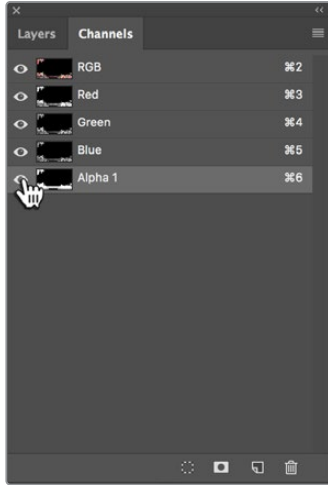 Layers Channels
RGB ⌘2
Red ⌘3
Green ⌘4
Blue ⌘5
Alpha 1 ⌘6